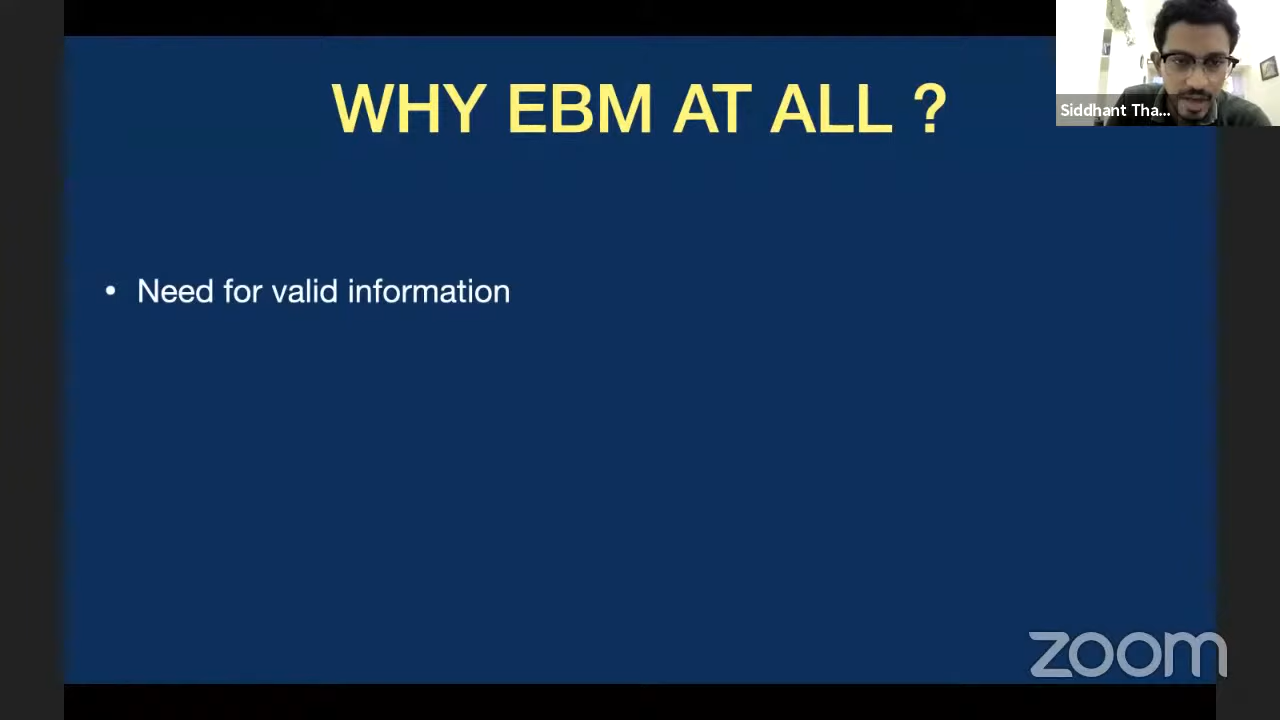 WHY EBM AT ALL ?
Siddhant Tha...
• Need for valid information
zoom